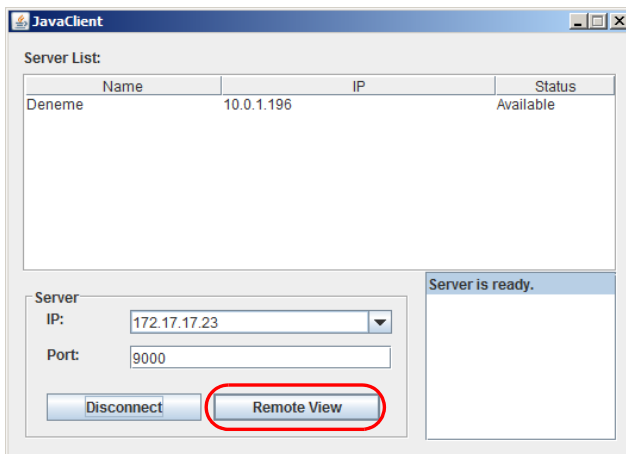 JavaClient
Server List:
Name IP Status
Deneme 10.0.1.196 Available
Server is ready.
Server
IP: 172.17.17.23
Port: 9000
Disconnect Remote View